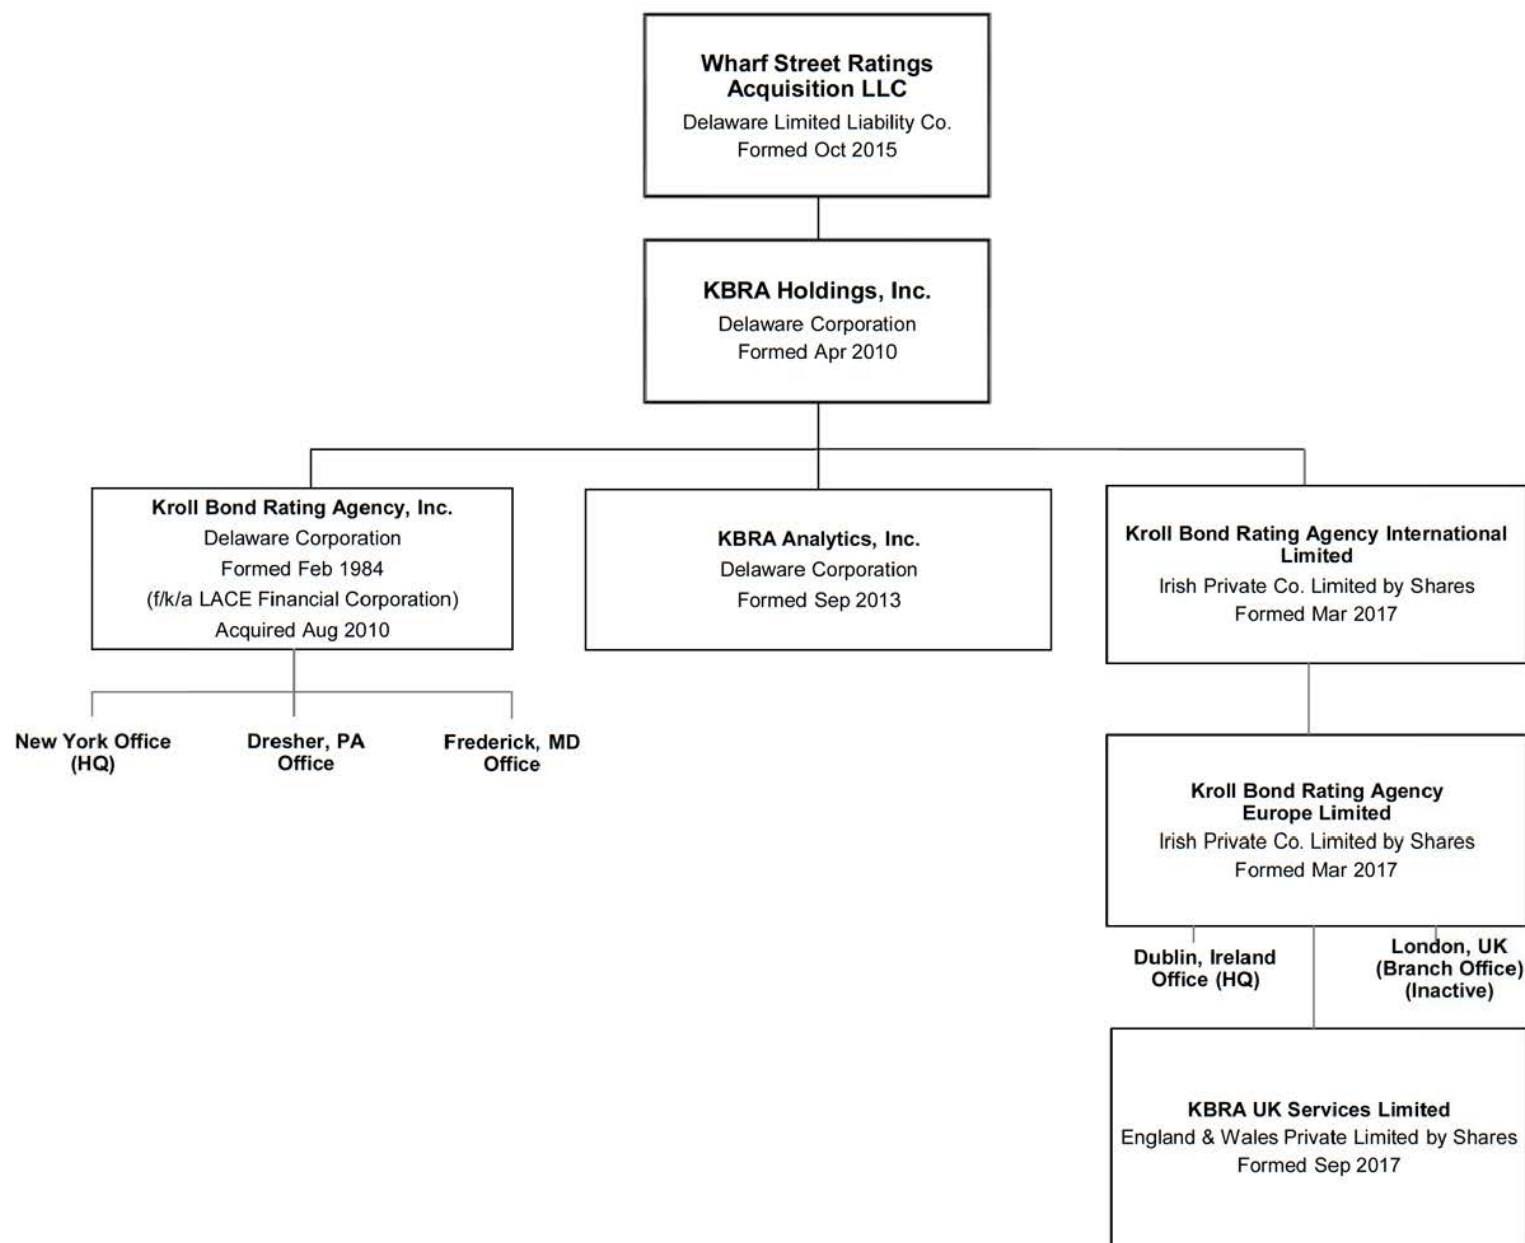 Wharf Street Ratings
Acquisition LLC
Delaware Limited Liability Co.
Formed Oct 2015
KBRA Holdings, Inc.
Delaware Corporation
Formed Apr 2010
Kroll Bond Rating Agency, Inc.
Delaware Corporation
Formed Feb 1984
(f/k/a LACE Financial Corporation)
Acquired Aug 2010
KBRA Analytics, Inc.
Delaware Corporation
Formed Sep 2013
Kroll Bond Rating Agency International
Limited
Irish Private Co. Limited by Shares
Formed Mar 2017
New York Office
(HQ)
Dresher, PA
Office
Frederick, MD
Office
Kroll Bond Rating Agency
Europe Limited
Irish Private Co. Limited by Shares
Formed Mar 2017
Dublin, Ireland
Office (HQ)
London, UK
(Branch Office)
(Inactive)
KBRA UK Services Limited
England & Wales Private Limited by Shares
Formed Sep 2017